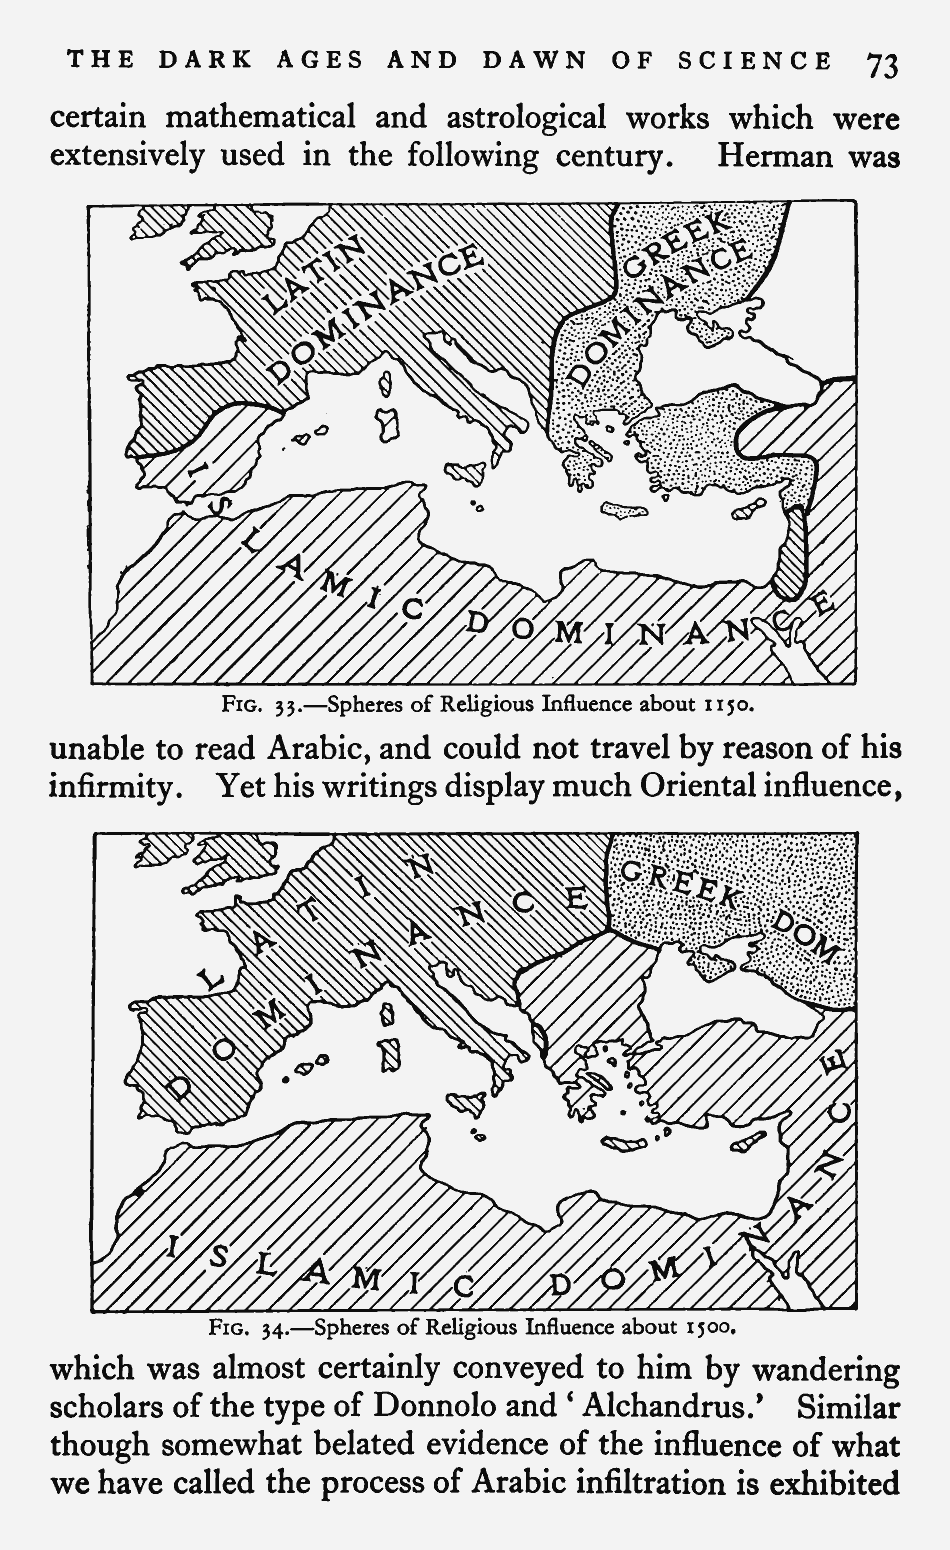 THE DARK AGES AND DAWN OF SCIENCE 73
certain mathematical and astrological works which were
extensively used in the following century. Herman was
LATIN
DOMINANCE
GREEK
DOMINANCE
ISLAMIC DOMINANCE
FIG. 33.—Spheres of Religious Influence about 1150.
unable to read Arabic, and could not travel by reason of his
infirmity. Yet his writings display much Oriental influence,
LATIN
DOMINANCE
GREEK DOM
ISLAMIC DOMINANCE
FIG. 34.—Spheres of Religious Influence about 1500.
which was almost certainly conveyed to him by wandering
scholars of the type of Donnolo and ‘ Alchandrus.’ Similar
though somewhat belated evidence of the influence of what
we have called the process of Arabic infiltration is exhibited